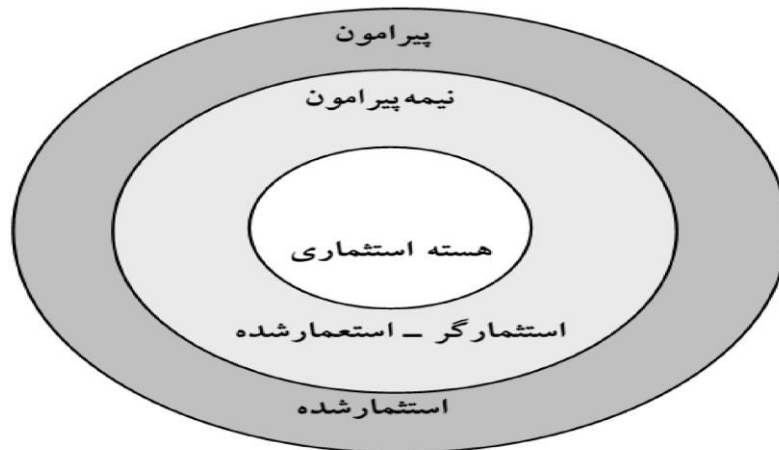 پیرامون
نیمه پیرامون
هسته استثماری
استثمارگر – استعمارشده
استثمارشده